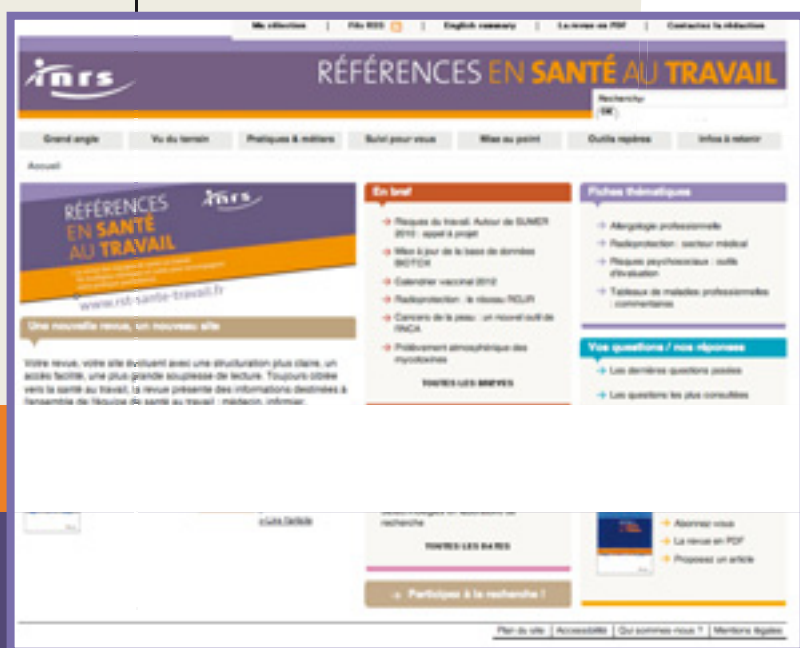 Ma sélection | Fils RSS | English summary | La revue en PDF | Contactez la rédaction
inrs
RÉFÉRENCES EN SANTÉ AU TRAVAIL
Recherche
OK
Grand angle
Vu du terrain
Pratiques & métiers
Suivi pour vous
Mise au point
Outils repères
Infos à retenir
Accueil
RÉFÉRENCES
EN SANTÉ
AU TRAVAIL
inrs
www.rst-sante-travail.fr
Une nouvelle revue, un nouveau site
Votre revue, votre site évoluent avec une structuration plus claire, un
accès facilité, une plus grande souplesse de lecture. Toujours ciblée
vers la santé au travail, la revue présente des informations destinées à
l'ensemble de l'équipe de santé au travail : médecin, infirmier,
> Lire l'article
En bref
Risques du travail. Autour de SUMER
2010 : appel à projet
Mise à jour de la base de données
BIOTOX
Calendrier vaccinal 2012
Radioprotection : le réseau RELIR
Cancers de la peau : un nouvel outil de
l'INCA
Prélèvement atmosphérique des
mycotoxines
TOUTES LES BRÈVES
recherche
TOUTES LES DATES
Participez à la recherche !
Fiches thématiques
Allergologie professionnelle
Radioprotection : secteur médical
Risques psychosociaux : outils
d'évaluation
Tableaux de maladies professionnelles
: commentaires
Vos questions / nos réponses
Les dernières questions posées
Les questions les plus consultées
Abonnez vous
La revue en PDF
Proposez un article
Plan du site | Accessibilité | Qui sommes-nous ? | Mentions légales